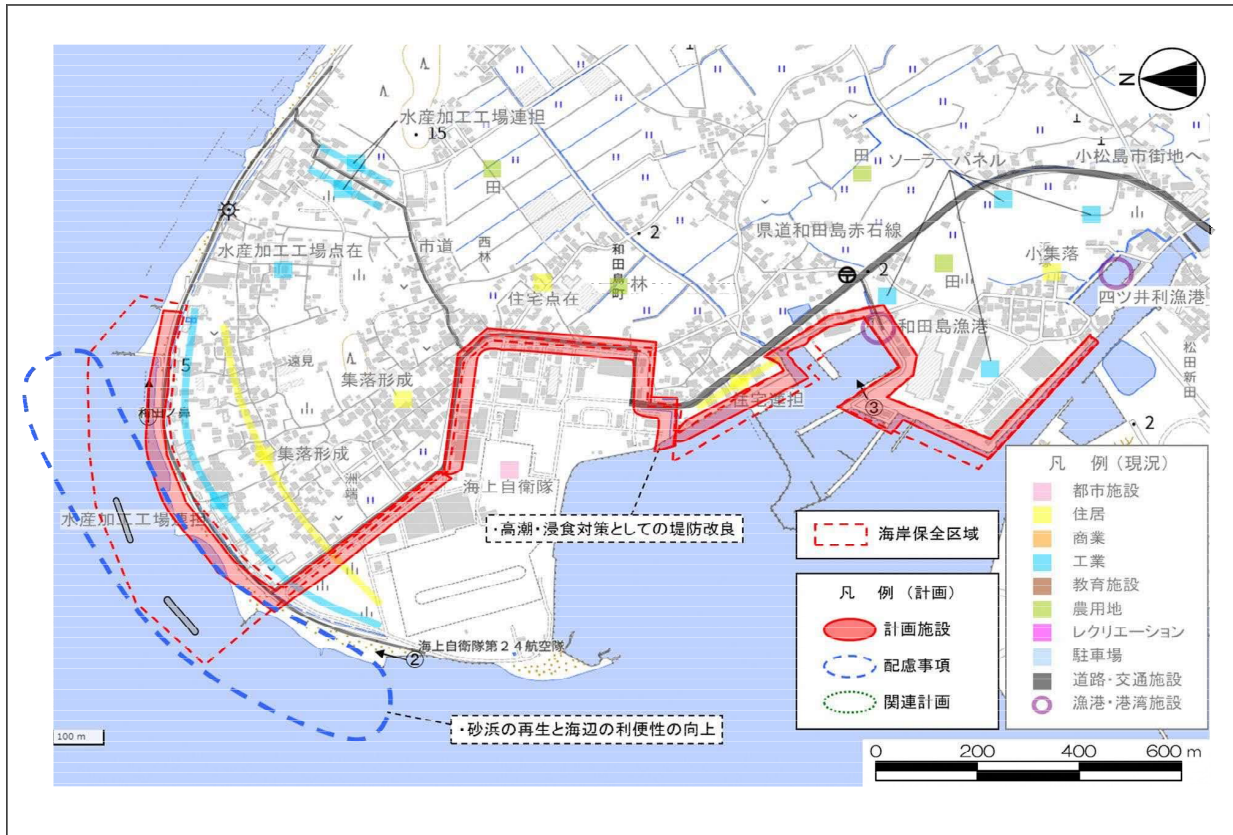 N
水産加工工場連担
15
田
田
ソーラーパネル
小松島市街地へ
水産加工工場点在
市道
西林
2
和田島町
林
住宅点在
県道和田島赤石線
2
田
小集落
四ツ井利漁港
和田島漁港
松田新田
2
5
遠見
集落形成
和田ノ鼻
①
集落形成
洲端
住宅連担
③
海上自衛隊
水産加工工場連担
・高潮・浸食対策としての堤防改良
海上自衛隊第24航空隊
②
・砂浜の再生と海辺の利便性の向上
100 m
海岸保全区域
凡 例（計画）
計画施設
配慮事項
関連計画
凡 例（現況）
都市施設
住居
商業
工業
教育施設
農用地
レクリエーション
駐車場
道路・交通施設
漁港・港湾施設
0 200 400 600 m